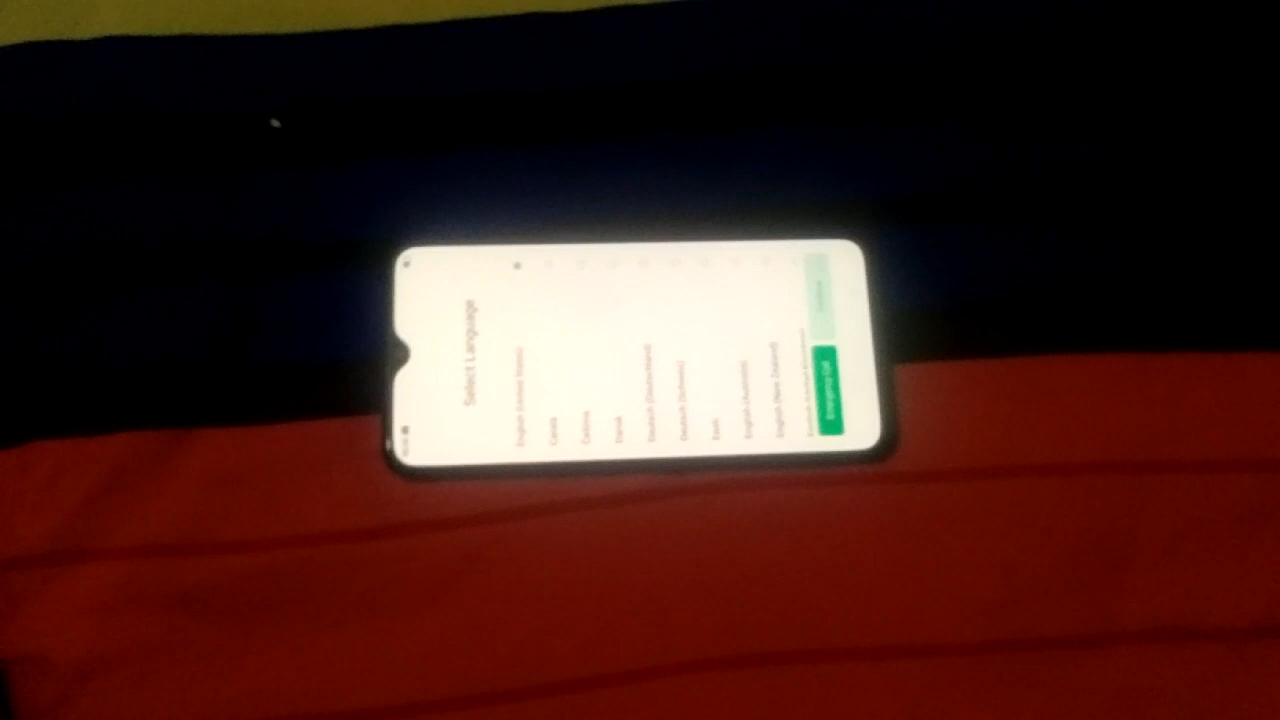 Select Language
English (United States)
Català
Čeština
Dansk
Deutsch (Deutschland)
Deutsch (Schweiz)
Eesti
English (Australia)
English (New Zealand)
Emergency Call
Continue